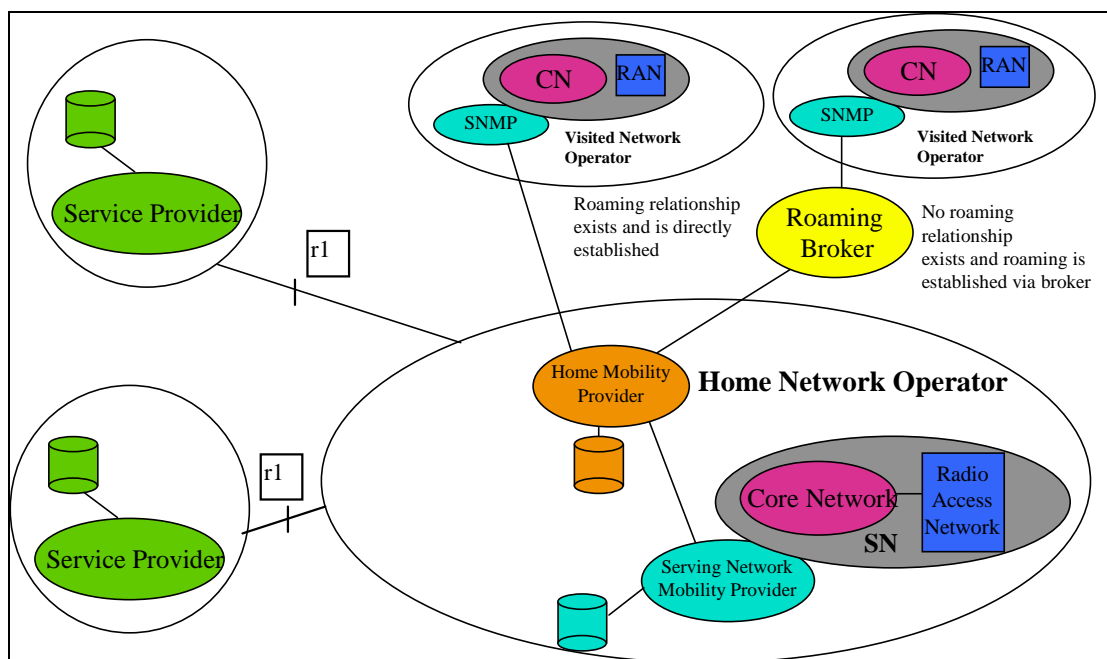 CN
RAN
SNMP
Visited Network
Operator
CN
RAN
SNMP
Visited Network
Operator
Service Provider
r1
Roaming relationship
exists and is directly
established
Roaming
Broker
No roaming
relationship
exists and roaming is
established via broker
Home Mobility
Provider
Home Network Operator
Service Provider
r1
Core Network
Radio
Access
Network
SN
Serving Network
Mobility Provider